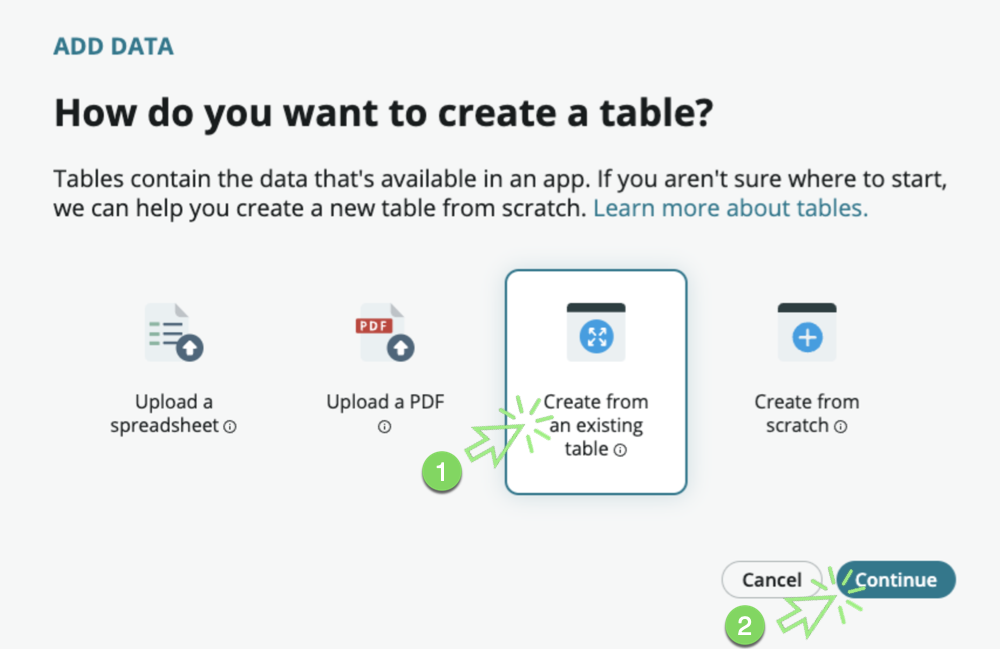 ADD DATA
How do you want to create a table?
Tables contain the data that's available in an app. If you aren't sure where to start,
we can help you create a new table from scratch. Learn more about tables.
PDF
Upload a
spreadsheet
Upload a PDF
Create from
an existing
table
Create from
scratch
1
Cancel
Continue
2